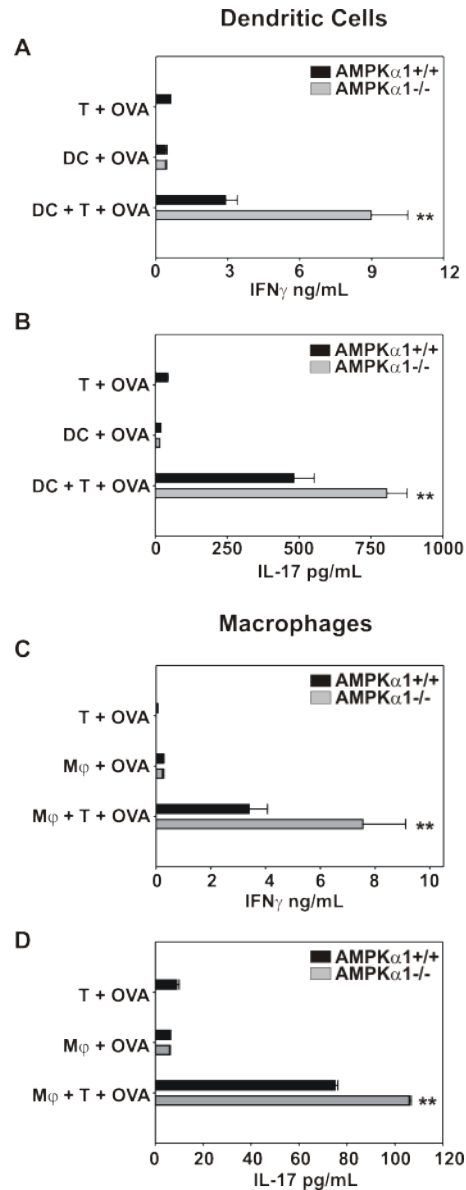 Dendritic Cells
A
AMPKα1+/+
AMPKα1-/-
T + OVA
DC + OVA
DC + T + OVA
**
0 3 6 9 12
IFNγ ng/mL
B
AMPKα1+/+
AMPKα1-/-
T + OVA
DC + OVA
DC + T + OVA
**
0 250 500 750 1000
IL-17 pg/mL
Macrophages
C
AMPKα1+/+
AMPKα1-/-
T + OVA
Mφ + OVA
Mφ + T + OVA
**
0 2 4 6 8 10
IFNγ ng/mL
D
AMPKα1+/+
AMPKα1-/-
T + OVA
Mφ + OVA
Mφ + T + OVA
**
0 20 40 60 80 100 120
IL-17 pg/mL